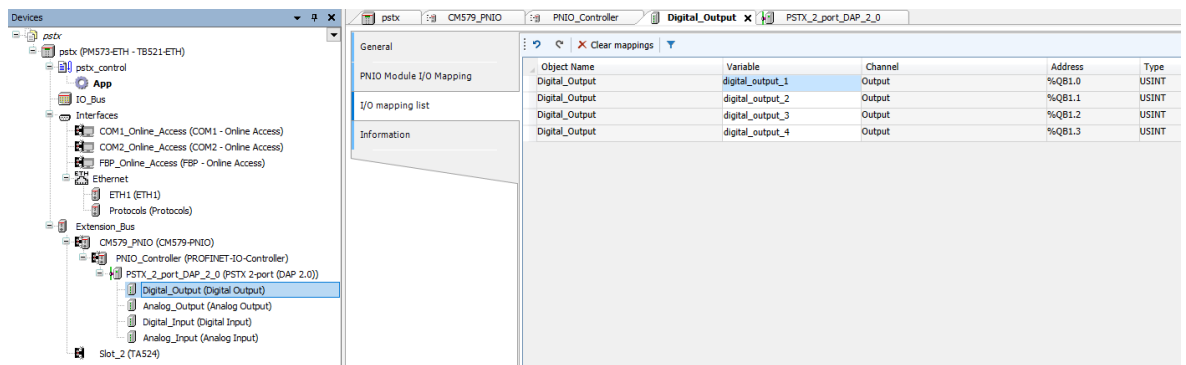 Devices
pstx
pstx (PM573-ETH - TB521-ETH)
pstx_control
App
IO_Bus
Interfaces
COM1_Online_Access (COM1 - Online Access)
COM2_Online_Access (COM2 - Online Access)
FBP_Online_Access (FBP - Online Access)
ETH Ethernet
ETH1 (ETH1)
Protocols (Protocols)
Extension_Bus
CM579_PNIO (CM579-PNIO)
PNIO_Controller (PROFINET-IO-Controller)
PSTX_2_port_DAP_2_0 (PSTX 2-port (DAP 2.0))
Digital_Output (Digital Output)
Analog_Output (Analog Output)
Digital_Input (Digital Input)
Analog_Input (Analog Input)
Slot_2 (TA524)
pstx CM579_PNIO PNIO_Controller Digital_Output PSTX_2_port_DAP_2_0
General
PNIO Module I/O Mapping
I/O mapping list
Information
Clear mappings
Object Name Variable Channel Address Type
Digital_Output digital_output_1 Output %QB1.0 USINT
Digital_Output digital_output_2 Output %QB1.1 USINT
Digital_Output digital_output_3 Output %QB1.2 USINT
Digital_Output digital_output_4 Output %QB1.3 USINT